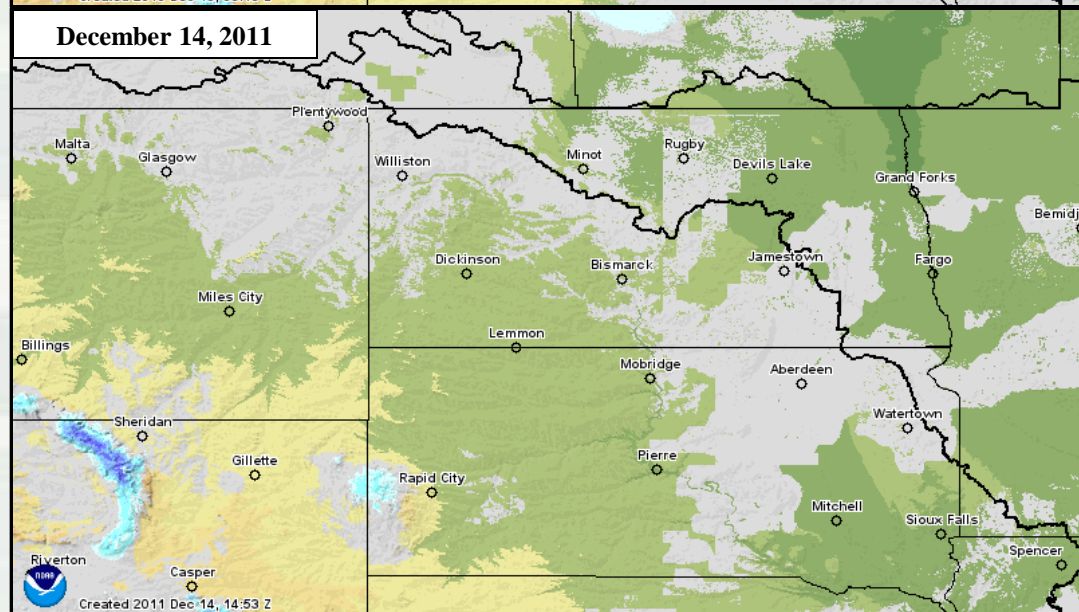 December 14, 2011
Plentywood
Malta
Glasgow
Williston
Minot
Rugby
Devils Lake
Grand Forks
Bemidj
Dickinson
Bismarck
Jamestown
Fargo
Miles City
Lemmon
Billings
Mobridge
Aberdeen
Sheridan
Watertown
Gillette
Pierre
Rapid City
Mitchell
Sioux Falls
Spencer
Riverton
NOAA
Casper
Created 2011 Dec 14, 14:53 Z